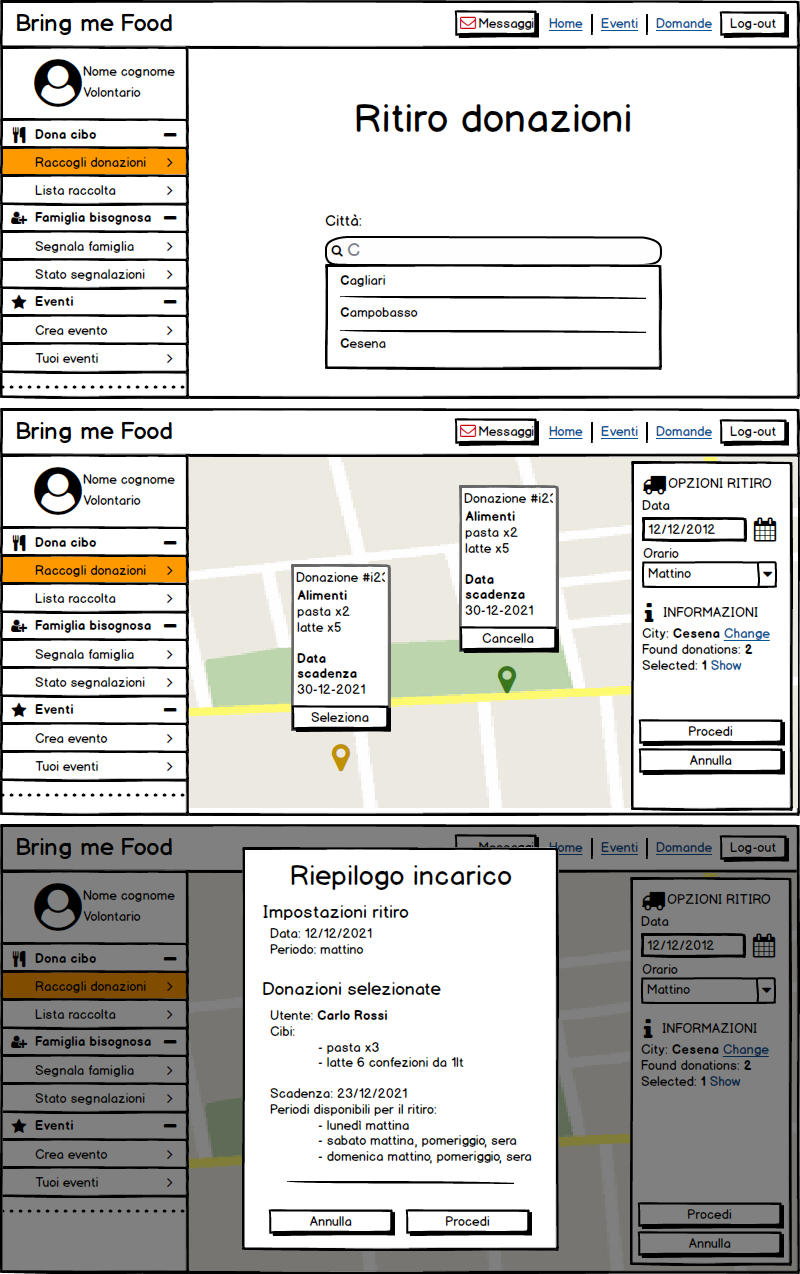 Bring me Food
Messaggi
Home
Eventi
Domande
Log-out
Nome cognome
Volontario
Dona cibo
Raccogli donazioni
Lista raccolta
Famiglia bisognosa
Segnala famiglia
Stato segnalazioni
Eventi
Crea evento
Tuoi eventi
Ritiro donazioni
Città:
C
Cagliari
Campobasso
Cesena
Bring me Food
Messaggi
Home
Eventi
Domande
Log-out
Nome cognome
Volontario
Dona cibo
Raccogli donazioni
Lista raccolta
Famiglia bisognosa
Segnala famiglia
Stato segnalazioni
Eventi
Crea evento
Tuoi eventi
Donazione #i23
Alimenti
pasta x2
latte x5
Data
scadenza
30-12-2021
Seleziona
Donazione #i23
Alimenti
pasta x2
latte x5
Data
scadenza
30-12-2021
Cancella
OPZIONI RITIRO
Data
12/12/2012
Orario
Mattino
INFORMAZIONI
City: Cesena Change
Found donations: 2
Selected: 1 Show
Procedi
Annulla
Bring me Food
Messaggi
Home
Eventi
Domande
Log-out
Nome cognome
Volontario
Dona cibo
Raccogli donazioni
Lista raccolta
Famiglia bisognosa
Segnala famiglia
Stato segnalazioni
Eventi
Crea evento
Tuoi eventi
Riepilogo incarico
Impostazioni ritiro
Data: 12/12/2021
Periodo: mattino
Donazioni selezionate
Utente: Carlo Rossi
Cibi:
- pasta x3
- latte 6 confezioni da 1lt
Scadenza: 23/12/2021
Periodi disponibili per il ritiro:
- lunedì mattina
- sabato mattina, pomeriggio, sera
- domenica mattino, pomeriggio, sera
Annulla
Procedi
OPZIONI RITIRO
Data
12/12/2012
Orario
Mattino
INFORMAZIONI
City: Cesena Change
Found donations: 2
Selected: 1 Show
Procedi
Annulla